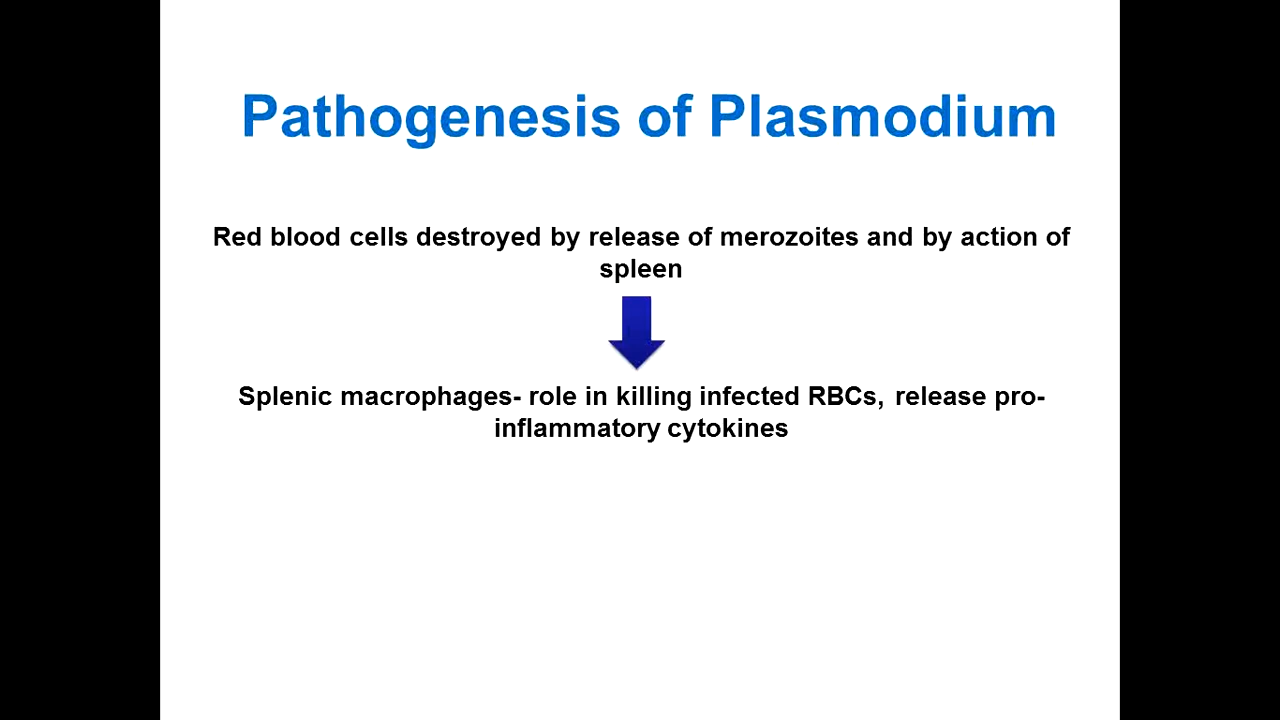 Pathogenesis of Plasmodium
Red blood cells destroyed by release of merozoites and by action of
spleen
Splenic macrophages- role in killing infected RBCs, release pro-
inflammatory cytokines